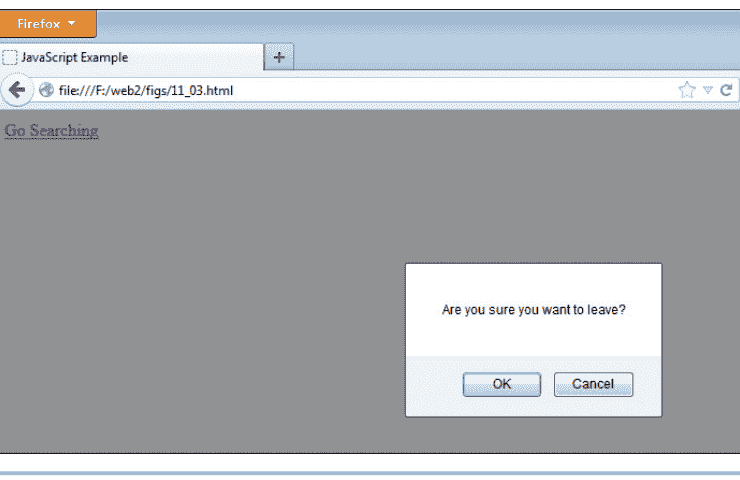 Firefox
JavaScript Example
file:///F:/web2/figs/11_03.html
Go Searching
Are you sure you want to leave?
OK Cancel